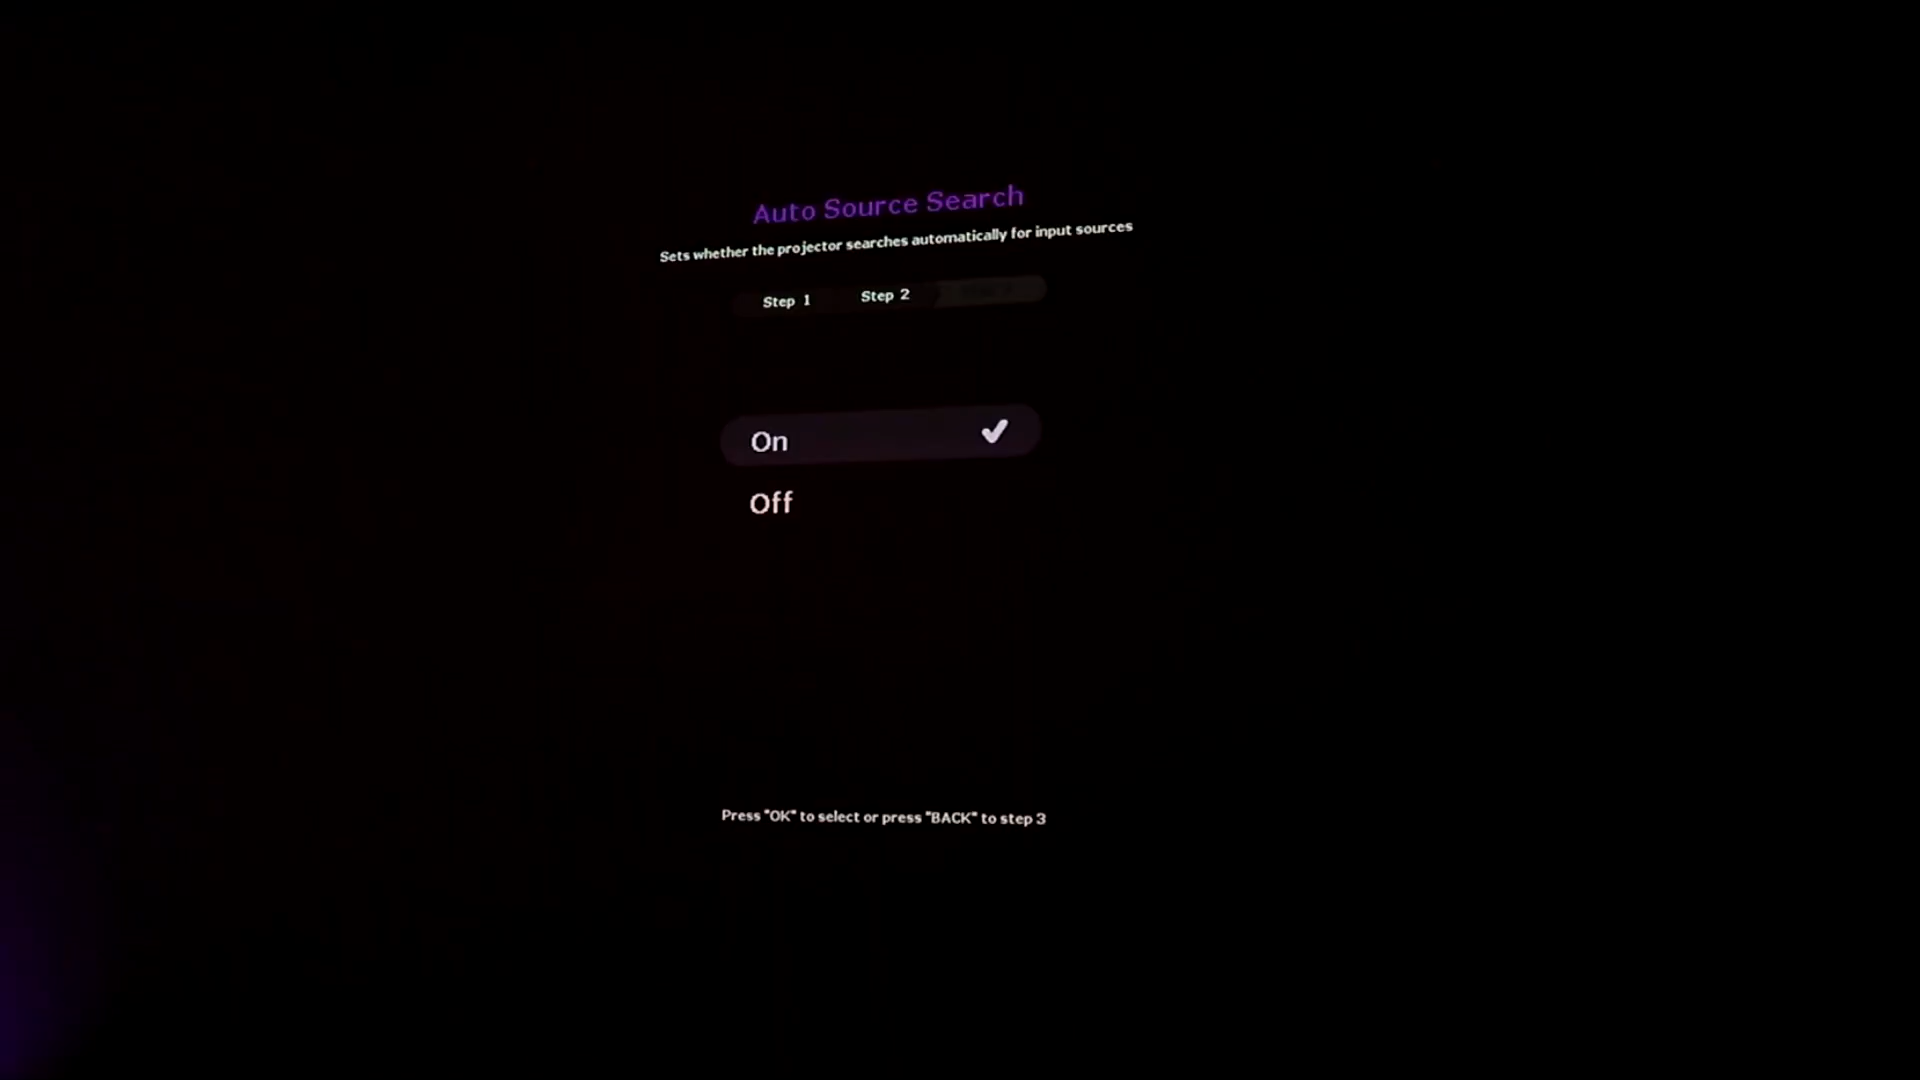 Auto Source Search
Sets whether the projector searches automatically for input sources
Step 1 Step 2
On
Off
Press "OK" to select or press "BACK" to step 3